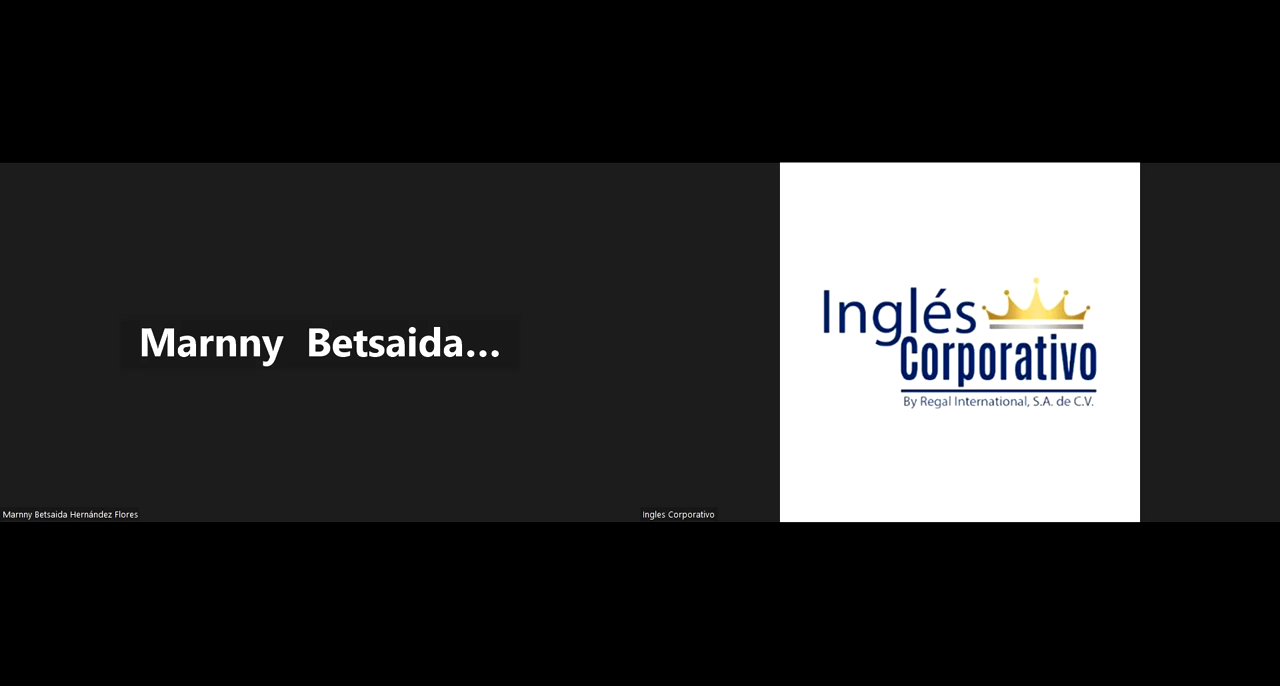 Marnny Betsaida...
Marnny Betsaida Hernández Flores
Inglés
Corporativo
By Regal International, S.A. de C.V.
Ingles Corporativo